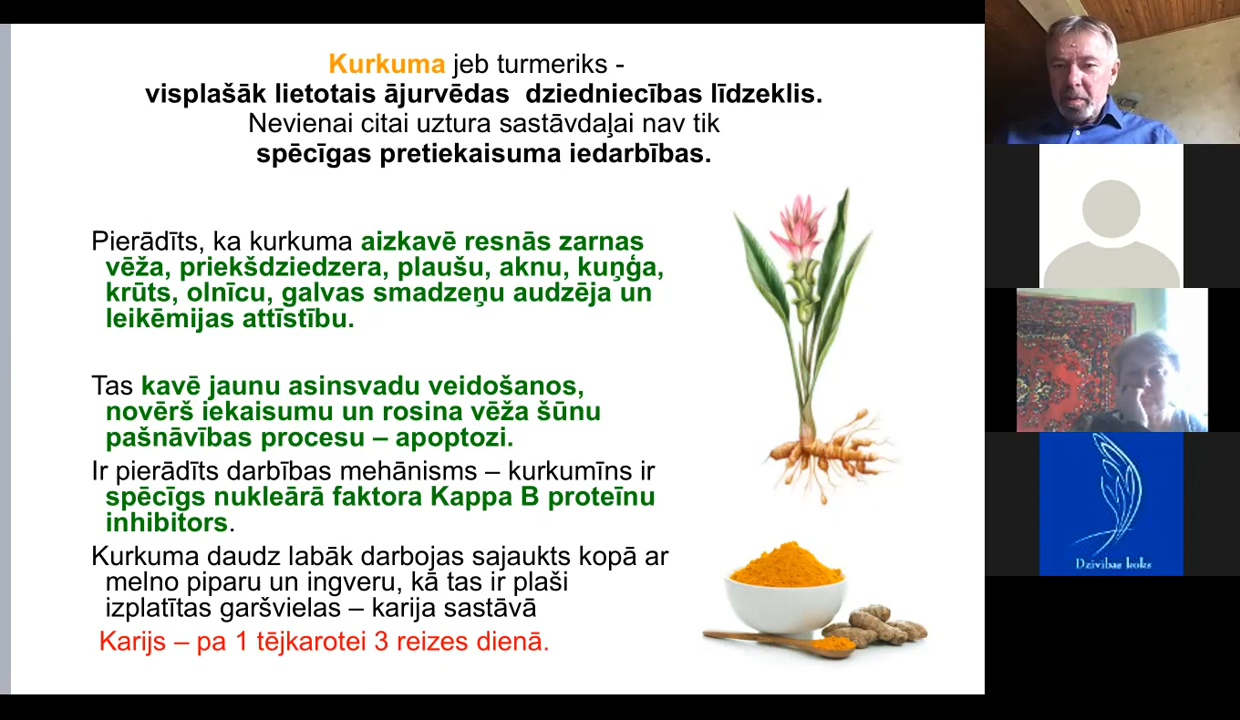 Kurkuma jeb turmeriks -
visplašāk lietotais ājurvēdas dziedniecības līdzeklis.
Nevienai citai uztura sastāvdaļai nav tik
spēcīgas pretiekaisuma iedarbības.
Pierādīts, ka kurkuma aizkavē resnās zarnas
vēža, priekšdziedzera, plaušu, aknu, kuņģa,
krūts, olnīcu, galvas smadzeņu audzēja un
leikēmijas attīstību.
Tas kavē jaunu asinsvadu veidošanos,
novērš iekaisumu un rosina vēža šūnu
pašnāvības procesu – apoptozi.
Ir pierādīts darbības mehānisms – kurkumīns ir
spēcīgs nukleārā faktora Kappa B proteīnu
inhibitors.
Kurkuma daudz labāk darbojas sajaukts kopā ar
melno piparu un ingveru, kā tas ir plaši
izplatītas garšvielas – karija sastāvā
Karijs – pa 1 tējkarotei 3 reizes dienā.
Dzīvības koks